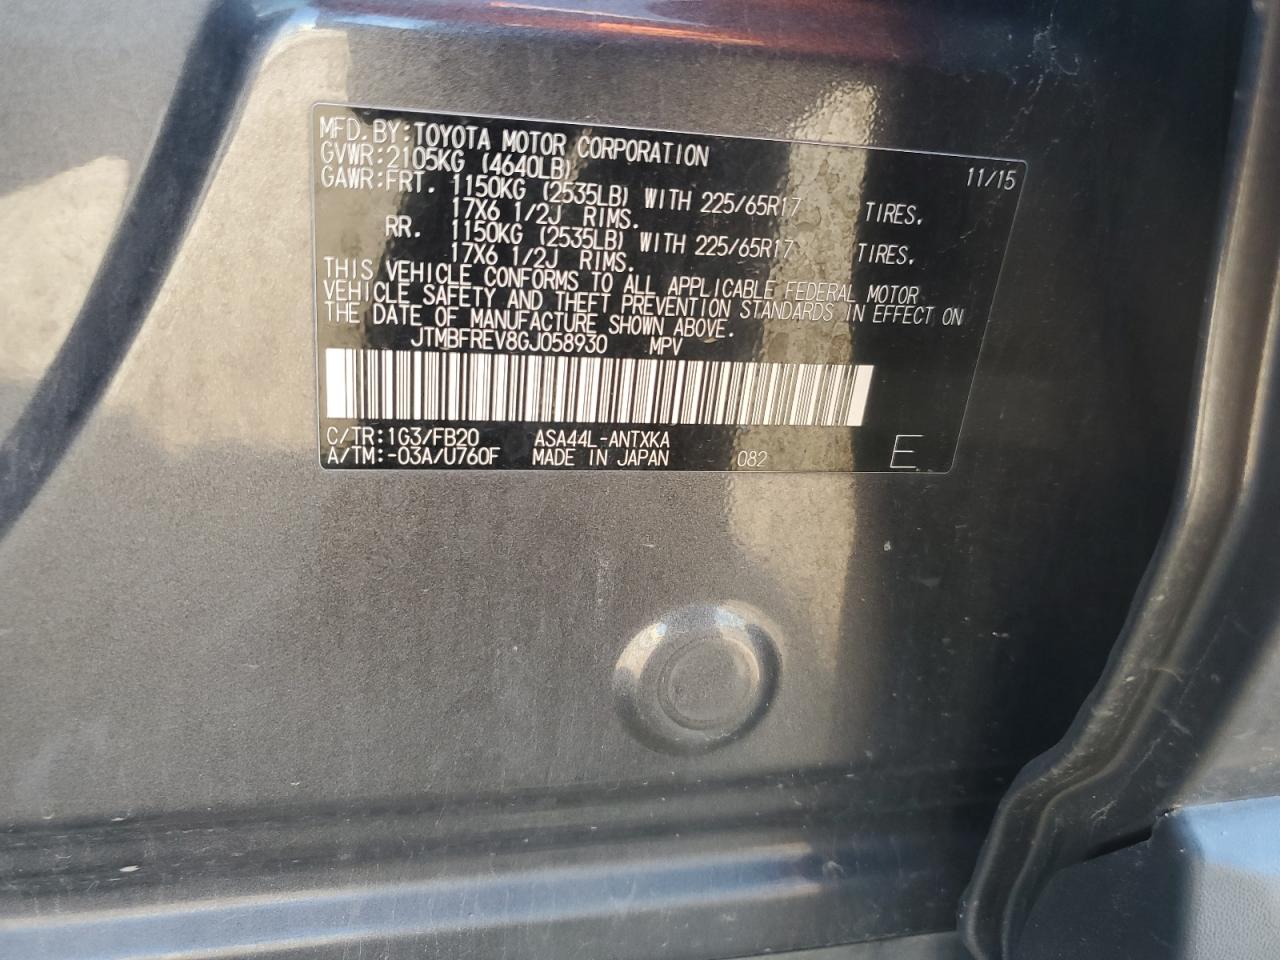 MFD. BY: TOYOTA MOTOR CORPORATION 11/15
GVWR: 2105KG (4640LB)
GAWR: FRT. 1150KG (2535LB) WITH 225/65R17 TIRES,
17X6 1/2J RIMS.
RR. 1150KG (2535LB) WITH 225/65R17 TIRES,
17X6 1/2J RIMS.
THIS VEHICLE CONFORMS TO ALL APPLICABLE FEDERAL MOTOR
VEHICLE SAFETY AND THEFT PREVENTION STANDARDS IN EFFECT ON
THE DATE OF MANUFACTURE SHOWN ABOVE.
JTMBFREV8GJ058930 MPV
C/TR: 1G3/FB20 ASA44L-ANTXKA
A/TM: -03A/U760F MADE IN JAPAN 082 E